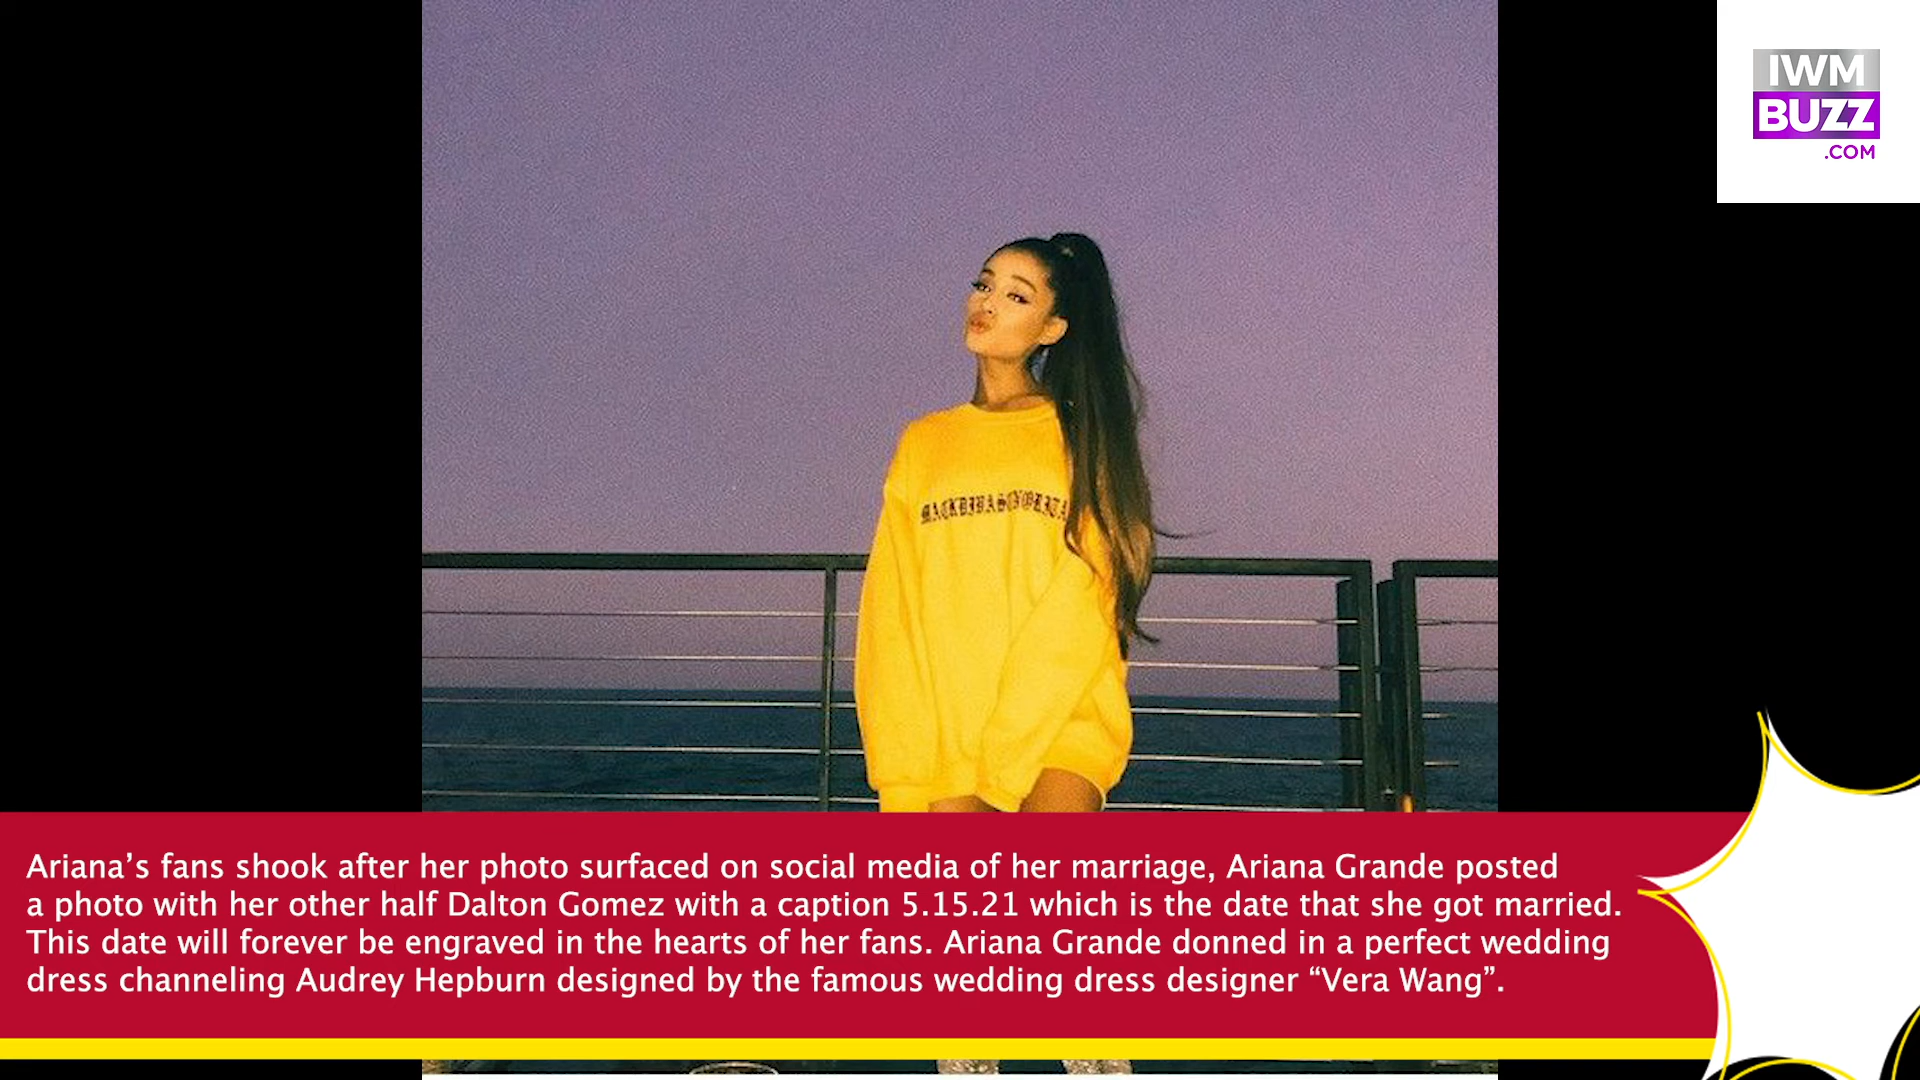 IWM
BUZZ
.COM
MACKDIVASENORITA
Ariana’s fans shook after her photo surfaced on social media of her marriage, Ariana Grande posted
a photo with her other half Dalton Gomez with a caption 5.15.21 which is the date that she got married.
This date will forever be engraved in the hearts of her fans. Ariana Grande donned in a perfect wedding
dress channeling Audrey Hepburn designed by the famous wedding dress designer “Vera Wang”.